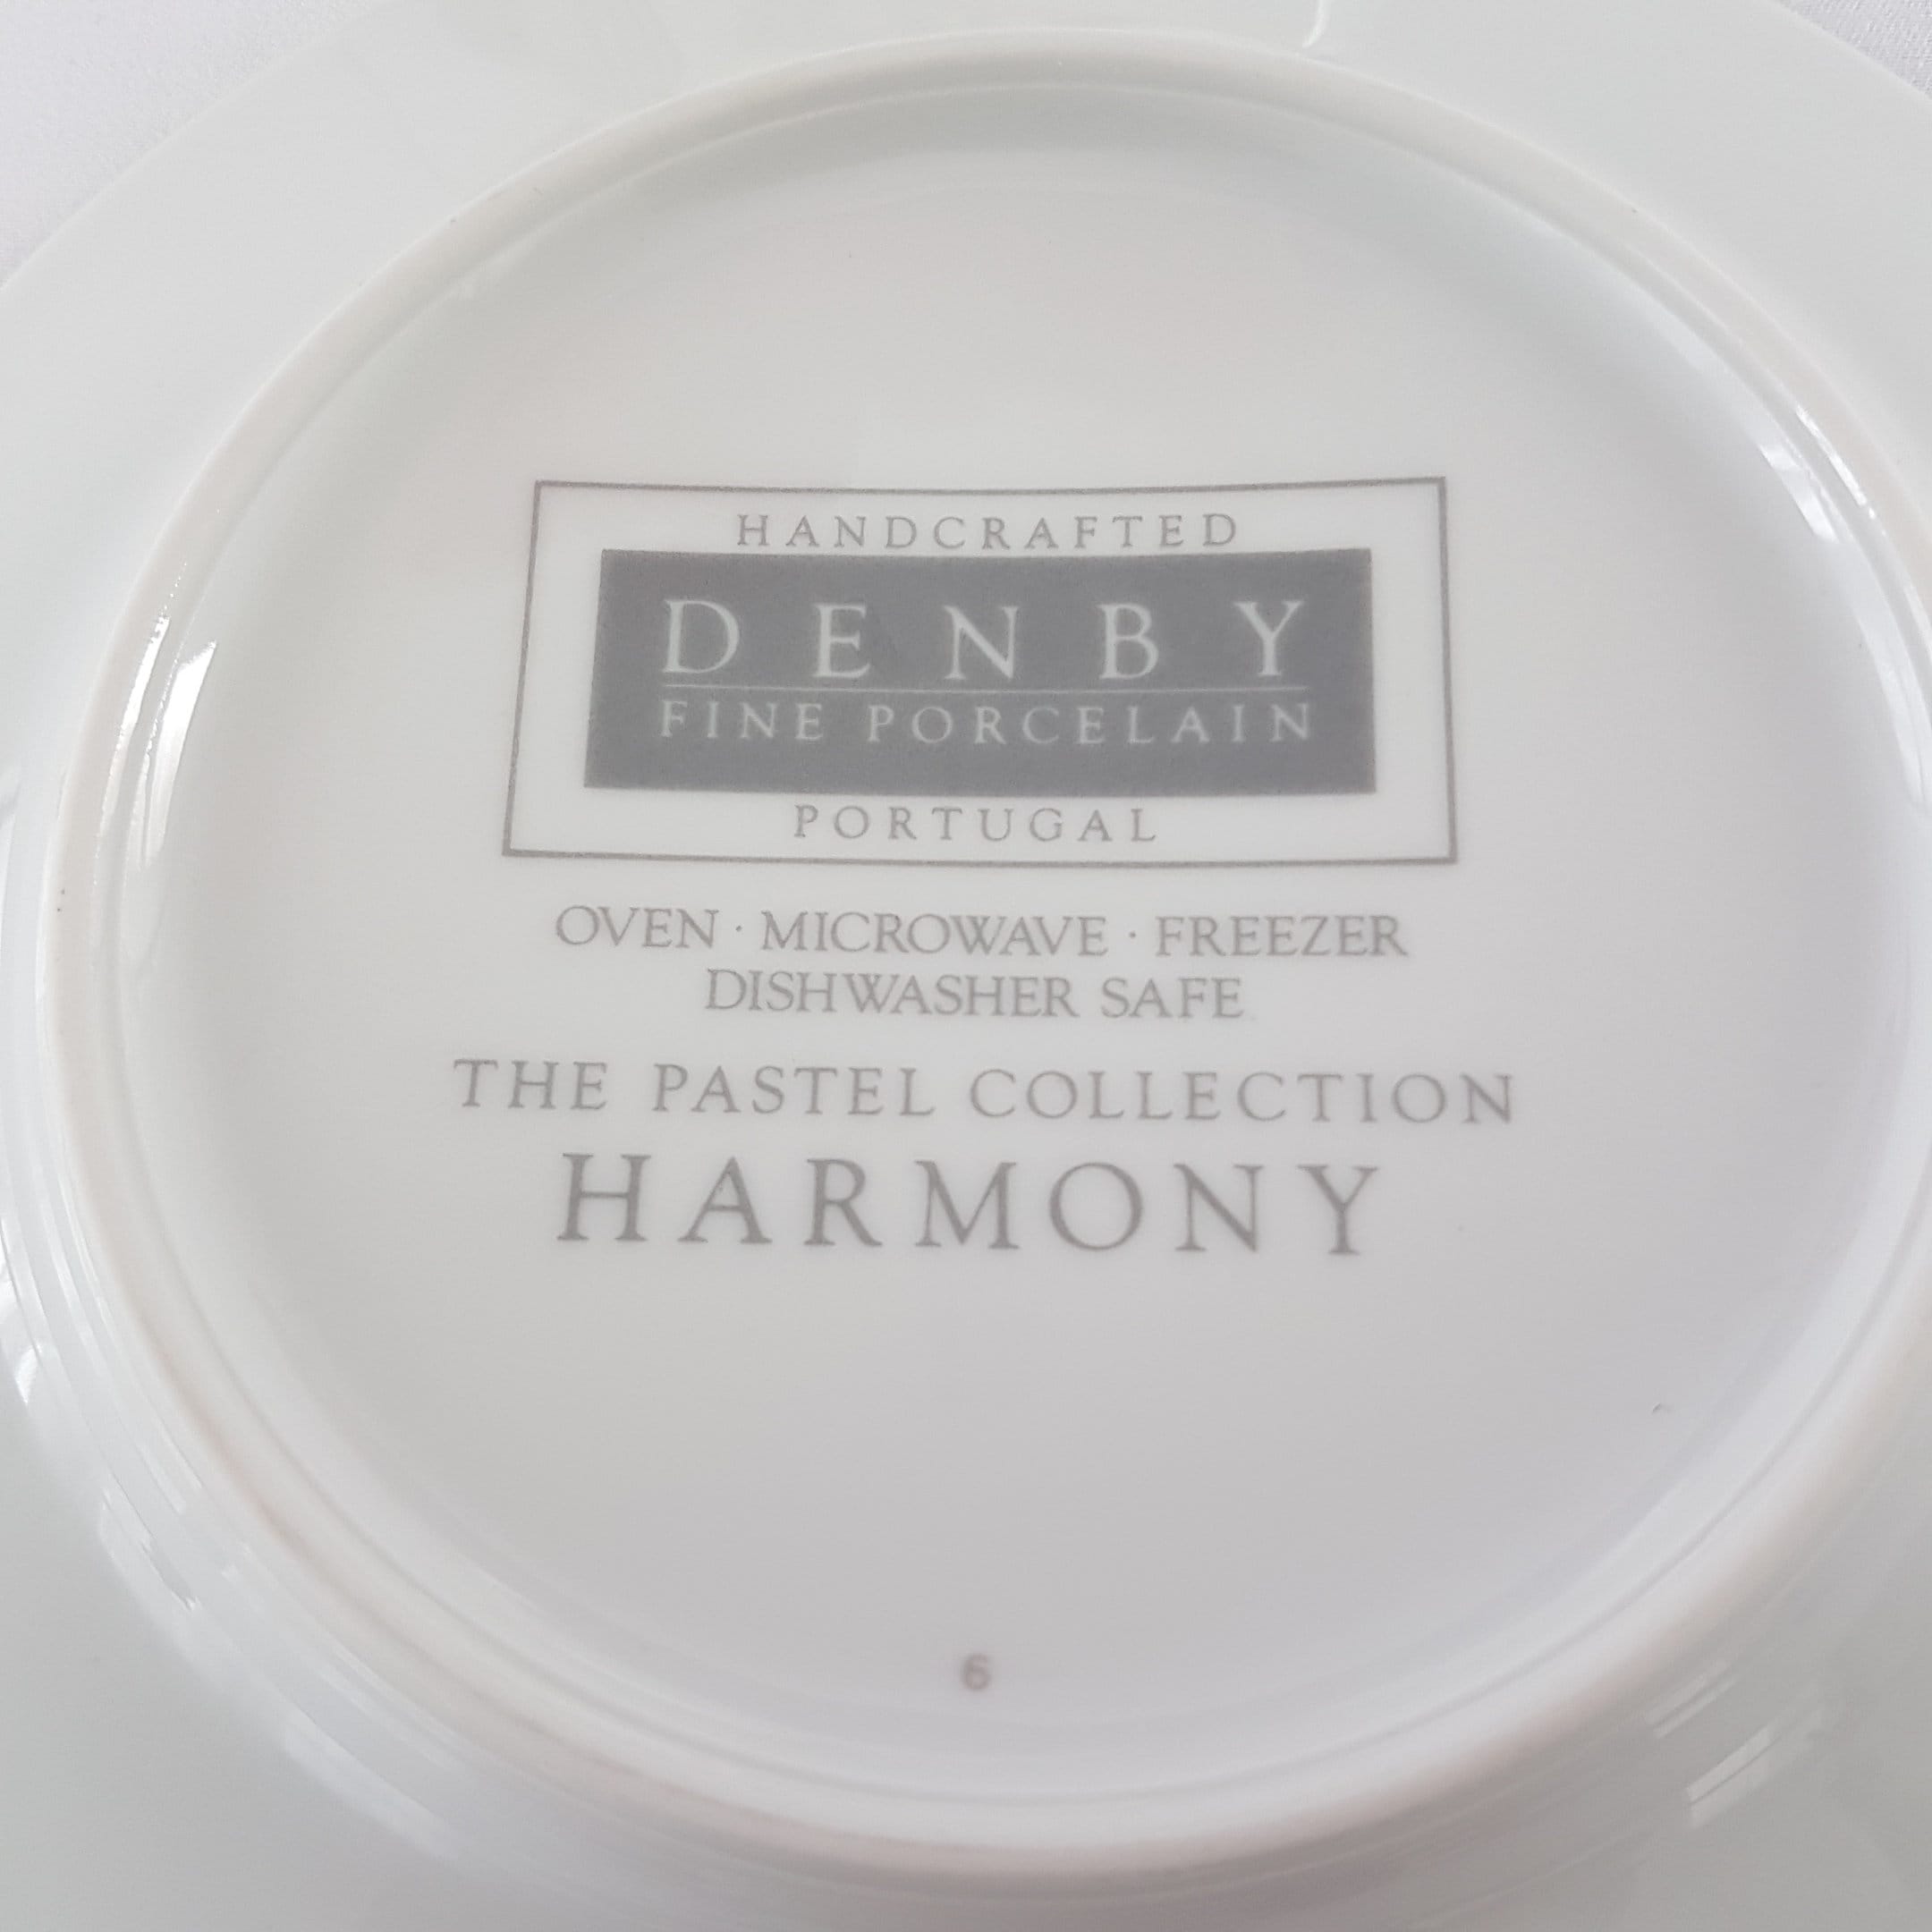 HANDCRAFTED
DENBY
FINE PORCELAIN
PORTUGAL
OVEN · MICROWAVE · FREEZER
DISHWASHER SAFE
THE PASTEL COLLECTION
HARMONY
6